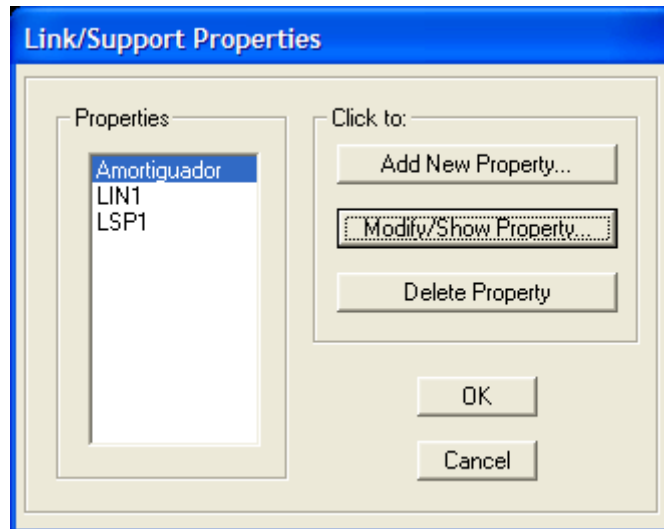 Link/Support Properties
Properties
Amortiguador
LIN1
LSP1
Click to:
Add New Property...
Modify/Show Property...
Delete Property
OK
Cancel